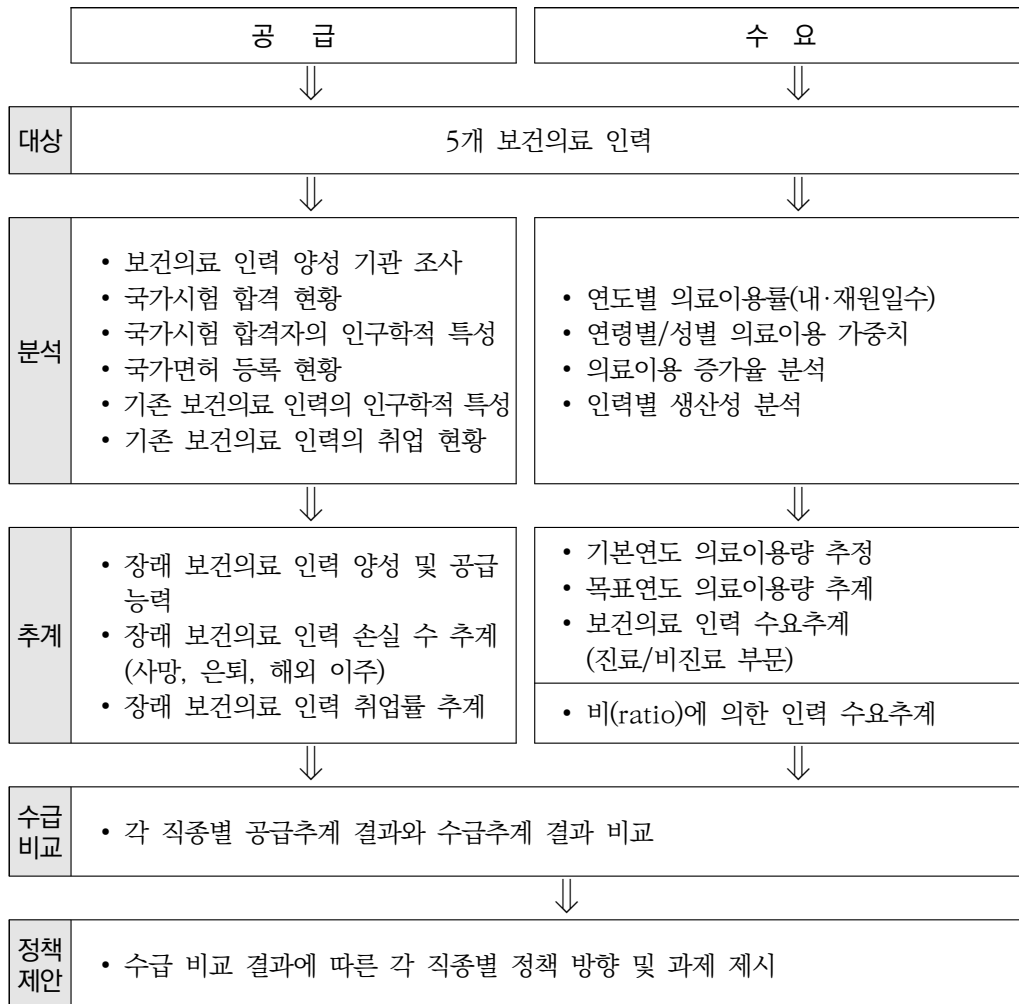 공 급
수 요
대상
5개 보건의료 인력
분석
• 보건의료 인력 양성 기관 조사
• 국가시험 합격 현황
• 국가시험 합격자의 인구학적 특성
• 국가면허 등록 현황
• 기존 보건의료 인력의 인구학적 특성
• 기존 보건의료 인력의 취업 현황
• 연도별 의료이용률(내·재원일수)
• 연령별/성별 의료이용 가중치
• 의료이용 증가율 분석
• 인력별 생산성 분석
추계
• 장래 보건의료 인력 양성 및 공급
능력
• 장래 보건의료 인력 손실 수 추계
(사망, 은퇴, 해외 이주)
• 장래 보건의료 인력 취업률 추계
• 기본연도 의료이용량 추정
• 목표연도 의료이용량 추계
• 보건의료 인력 수요추계
(진료/비진료 부문)
• 비(ratio)에 의한 인력 수요추계
수급
비교
• 각 직종별 공급추계 결과와 수급추계 결과 비교
정책
제안
• 수급 비교 결과에 따른 각 직종별 정책 방향 및 과제 제시